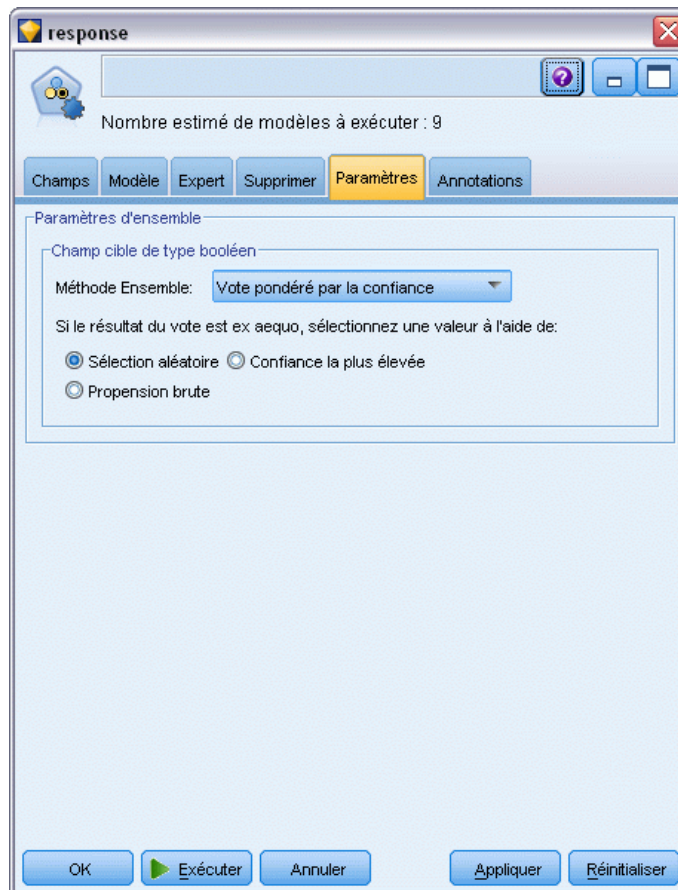 response
Nombre estimé de modèles à exécuter : 9
Champs Modèle Expert Supprimer Paramètres Annotations
Paramètres d'ensemble
Champ cible de type booléen
Méthode Ensemble: Vote pondéré par la confiance
Si le résultat du vote est ex aequo, sélectionnez une valeur à l'aide de:
Sélection aléatoire Confiance la plus élevée
Propension brute
OK Exécuter Annuler Appliquer Réinitialiser